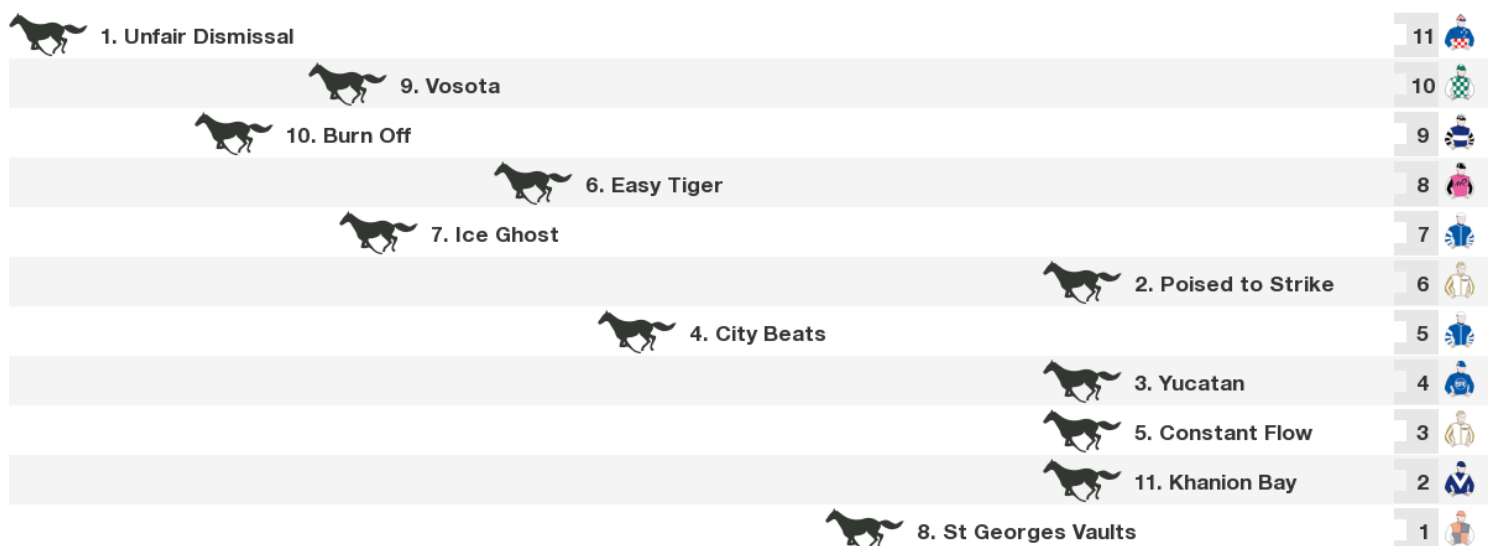 1. Unfair Dismissal 11
9. Vosota 10
10. Burn Off 9
6. Easy Tiger 8
7. Ice Ghost 7
2. Poised to Strike 6
4. City Beats 5
3. Yucatan 4
5. Constant Flow 3
11. Khanion Bay 2
8. St Georges Vaults 1